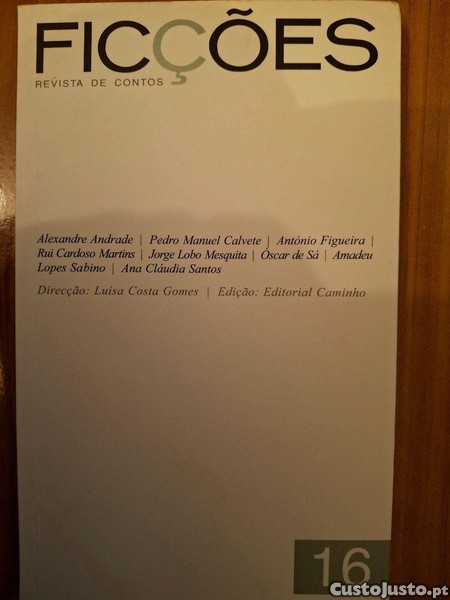 FICÇÕES
REVISTA DE CONTOS
Alexandre Andrade | Pedro Manuel Calvete | António Figueira |
Rui Cardoso Martins | Jorge Lobo Mesquita | Óscar de Sá | Amadeu
Lopes Sabino | Ana Cláudia Santos
Direcção: Luísa Costa Gomes | Edição: Editorial Caminho
16
CustoJusto.pt